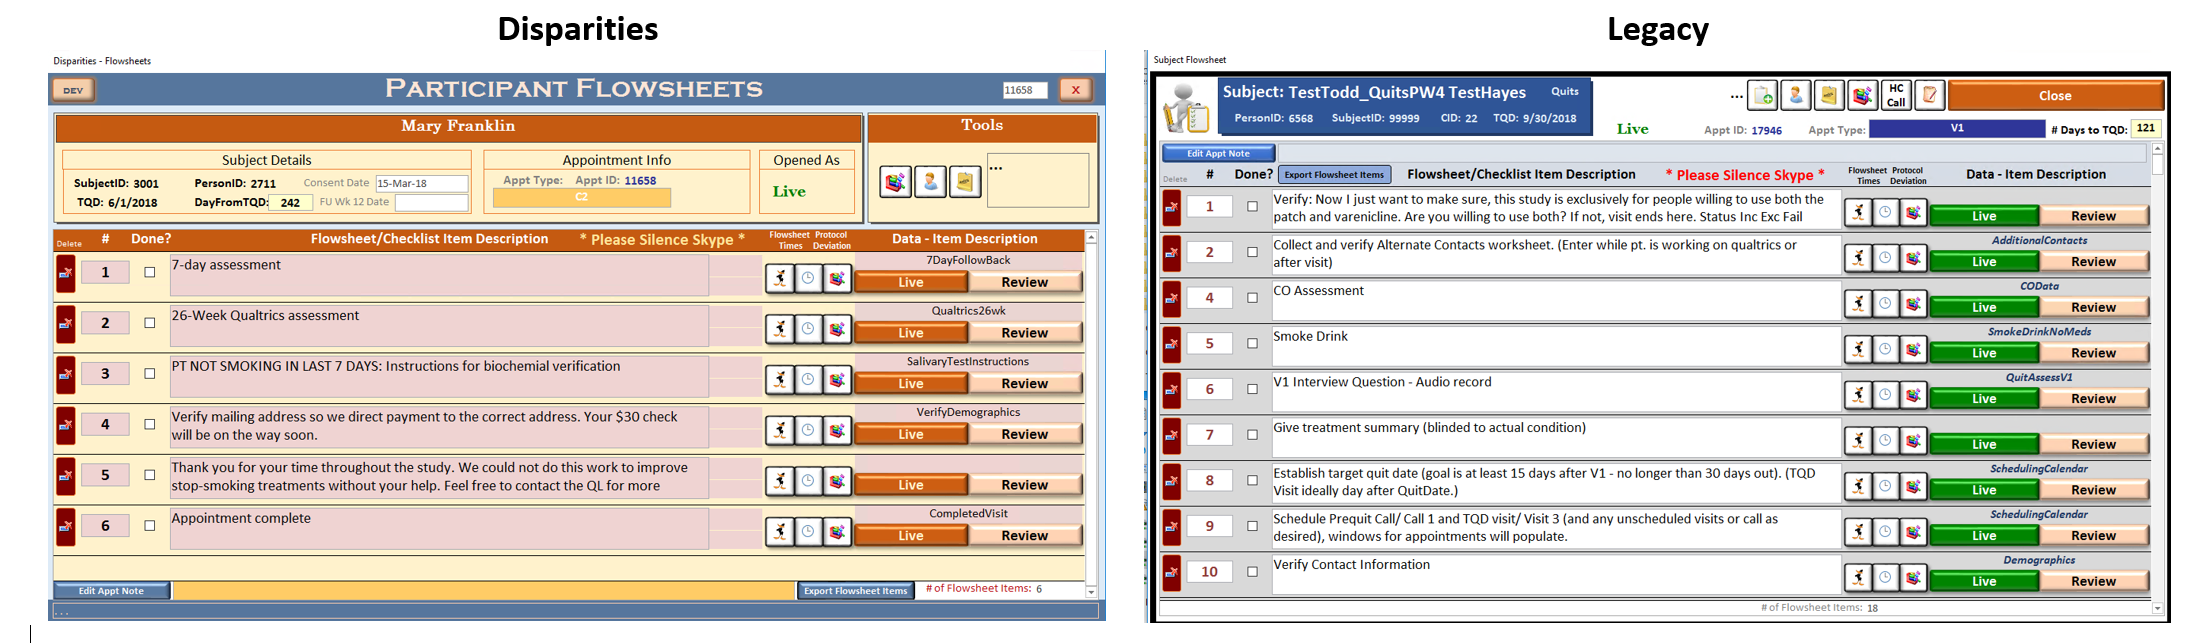 Disparities
Disparities - Flowsheets
DEV
PARTICIPANT FLOWSHEETS
11658
X
Mary Franklin
Tools
Subject Details
SubjectID: 3001
PersonID: 2711
Consent Date 15-Mar-18
TQD: 6/1/2018
DayFromTQD: 242
FU Wk 12 Date
Appointment Info
Appt Type: Appt ID: 11658
C2
Opened As
Live
...
Delete # Done? Flowsheet/Checklist Item Description * Please Silence Skype * Flowsheet Times Protocol Deviation Data - Item Description
1 7-day assessment
7DayFollowBack
Live Review
2 26-Week Qualtrics assessment
Qualtrics26wk
Live Review
3 PT NOT SMOKING IN LAST 7 DAYS: Instructions for biochemial verification
SalivaryTestInstructions
Live Review
4 Verify mailing address so we direct payment to the correct address. Your $30 check
will be on the way soon.
VerifyDemographics
Live Review
5 Thank you for your time throughout the study. We could not do this work to improve
stop-smoking treatments without your help. Feel free to contact the QL for more
Live Review
6 Appointment complete
CompletedVisit
Live Review
Edit Appt Note
Export Flowsheet Items
# of Flowsheet Items: 6
...
Legacy
Subject Flowsheet
Subject: TestTodd_QuitsPW4 TestHayes Quits
PersonID: 6568 SubjectID: 99999 CID: 22 TQD: 9/30/2018
Live
...
HC
Call
Close
Appt ID: 17946 Appt Type: V1 # Days to TQD: 121
Edit Appt Note
Delete # Done? Export Flowsheet Items Flowsheet/Checklist Item Description * Please Silence Skype * Flowsheet Times Protocol Deviation Data - Item Description
1 Verify: Now I just want to make sure, this study is exclusively for people willing to use both the
patch and varenicline. Are you willing to use both? If not, visit ends here. Status Inc Exc Fail
Live Review
2 Collect and verify Alternate Contacts worksheet. (Enter while pt. is working on qualtrics or
after visit)
AdditionalContacts
Live Review
4 CO Assessment
COData
Live Review
5 Smoke Drink
SmokeDrinkNoMeds
Live Review
6 V1 Interview Question - Audio record
QuitAssessV1
Live Review
7 Give treatment summary (blinded to actual condition)
Live Review
8 Establish target quit date (goal is at least 15 days after V1 - no longer than 30 days out). (TQD
Visit ideally day after QuitDate.)
SchedulingCalendar
Live Review
9 Schedule Prequit Call/ Call 1 and TQD visit/ Visit 3 (and any unscheduled visits or call as
desired), windows for appointments will populate.
SchedulingCalendar
Live Review
10 Verify Contact Information
Demographics
Live Review
# of Flowsheet Items: 18